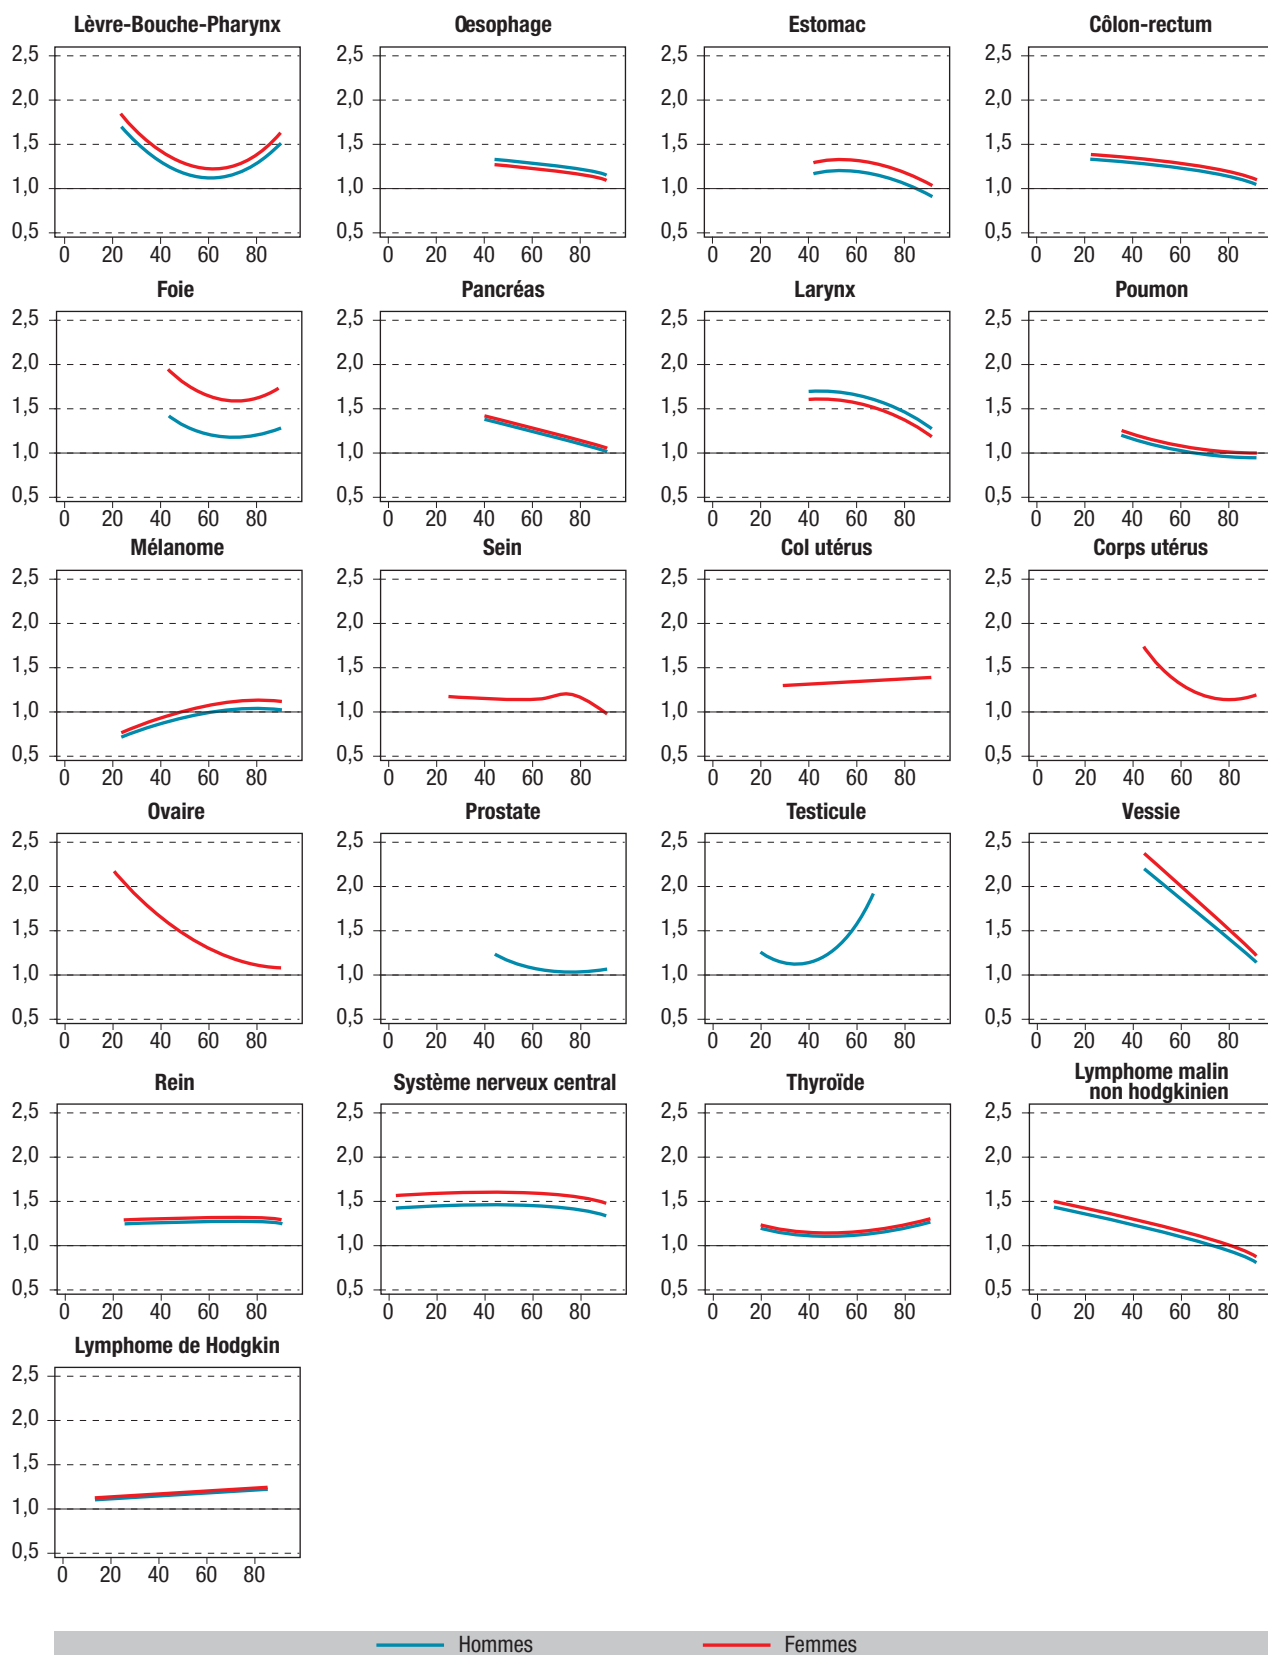 Lèvre-Bouche-Pharynx
Œsophage
Estomac
Côlon-rectum
2,5 2,5 2,5 2,5
2,0 2,0 2,0 2,0
1,5 1,5 1,5 1,5
1,0 1,0 1,0 1,0
0,5 0,5 0,5 0,5
0 20 40 60 80 0 20 40 60 80 0 20 40 60 80 0 20 40 60 80
Foie
Pancréas
Larynx
Poumon
2,5 2,5 2,5 2,5
2,0 2,0 2,0 2,0
1,5 1,5 1,5 1,5
1,0 1,0 1,0 1,0
0,5 0,5 0,5 0,5
0 20 40 60 80 0 20 40 60 80 0 20 40 60 80 0 20 40 60 80
Mélanome
Sein
Col utérus
Corps utérus
2,5 2,5 2,5 2,5
2,0 2,0 2,0 2,0
1,5 1,5 1,5 1,5
1,0 1,0 1,0 1,0
0,5 0,5 0,5 0,5
0 20 40 60 80 0 20 40 60 80 0 20 40 60 80 0 20 40 60 80
Ovaire
Prostate
Testicule
Vessie
2,5 2,5 2,5 2,5
2,0 2,0 2,0 2,0
1,5 1,5 1,5 1,5
1,0 1,0 1,0 1,0
0,5 0,5 0,5 0,5
0 20 40 60 80 0 20 40 60 80 0 20 40 60 80 0 20 40 60 80
Rein
Système nerveux central
Thyroïde
Lymphome malin
non hodgkinien
2,5 2,5 2,5 2,5
2,0 2,0 2,0 2,0
1,5 1,5 1,5 1,5
1,0 1,0 1,0 1,0
0,5 0,5 0,5 0,5
0 20 40 60 80 0 20 40 60 80 0 20 40 60 80 0 20 40 60 80
Lymphome de Hodgkin
2,5
2,0
1,5
1,0
0,5
0 20 40 60 80
Hommes Femmes